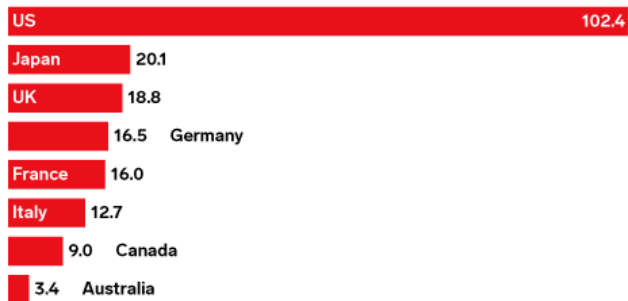 US 102.4
Japan 20.1
UK 18.8
16.5 Germany
France 16.0
Italy 12.7
9.0 Canada
3.4 Australia